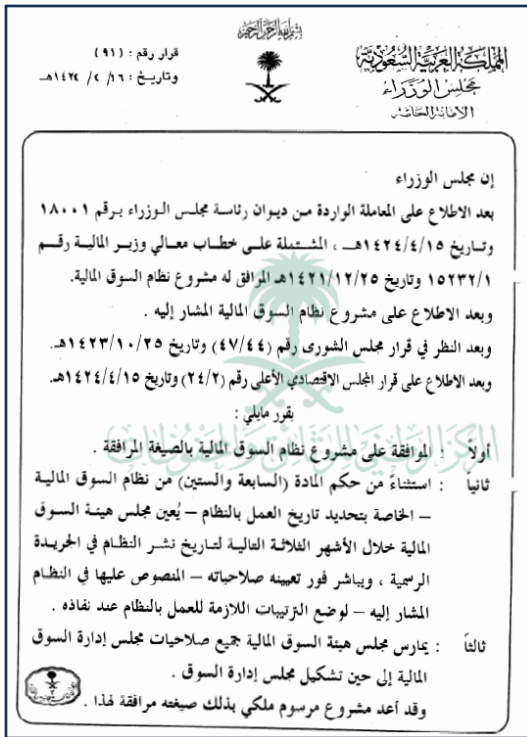 بسم الله الرحمن الرحيم
المملكة العربية السعودية
مجلس الوزراء
الأمانة العامة
قرار رقم : (٩١)
وتاريخ : ١٦/ ٢/ ١٤٢٤هـ
إن مجلس الوزراء
بعد الاطلاع على المعاملة الواردة من ديوان رئاسة مجلس الوزراء برقم ١٨٠٠١
وتاريخ ١٤٢٤/٤/١٥هـ ، المشتملة على خطاب معالي وزير المالية رقم
١٥٢٣٢/١ وتاريخ ١٤٢١/١٢/٢٥هـ المرافق له مشروع نظام السوق المالية.
وبعد الاطلاع على مشروع نظام السوق المالية المشار إليه .
وبعد النظر في قرار مجلس الشورى رقم (٤٧/٤٤) وتاريخ ١٤٢٣/١٠/٢٥هـ.
وبعد الاطلاع على قرار المجلس الاقتصادي الأعلى رقم (٢٤/٢) وتاريخ ١٤٢٤/٤/١٥هـ.
يقرر مايلي :
أولاً : الموافقة على مشروع نظام السوق المالية بالصيغة المرافقة .
ثانياً : استثناءً من حكم المادة (السابعة والستين) من نظام السوق المالية
– الخاصة بتحديد تاريخ العمل بالنظام – يُعين مجلس هيئة السوق
المالية خلال الأشهر الثلاثة التالية لتاريخ نشر النظام في الجريدة
الرسمية ، ويباشر فور تعيينه صلاحياته – المنصوص عليها في النظام
المشار إليه – لوضع الترتيبات اللازمة للعمل بالنظام عند نفاذه .
ثالثاً : يمارس مجلس هيئة السوق المالية جميع صلاحيات مجلس إدارة السوق
المالية إلى حين تشكيل مجلس إدارة السوق .
وقد أعد مشروع مرسوم ملكي بذلك صيغته مرافقة لهذا .
المركز الوطني للوثائق والمحفوظات